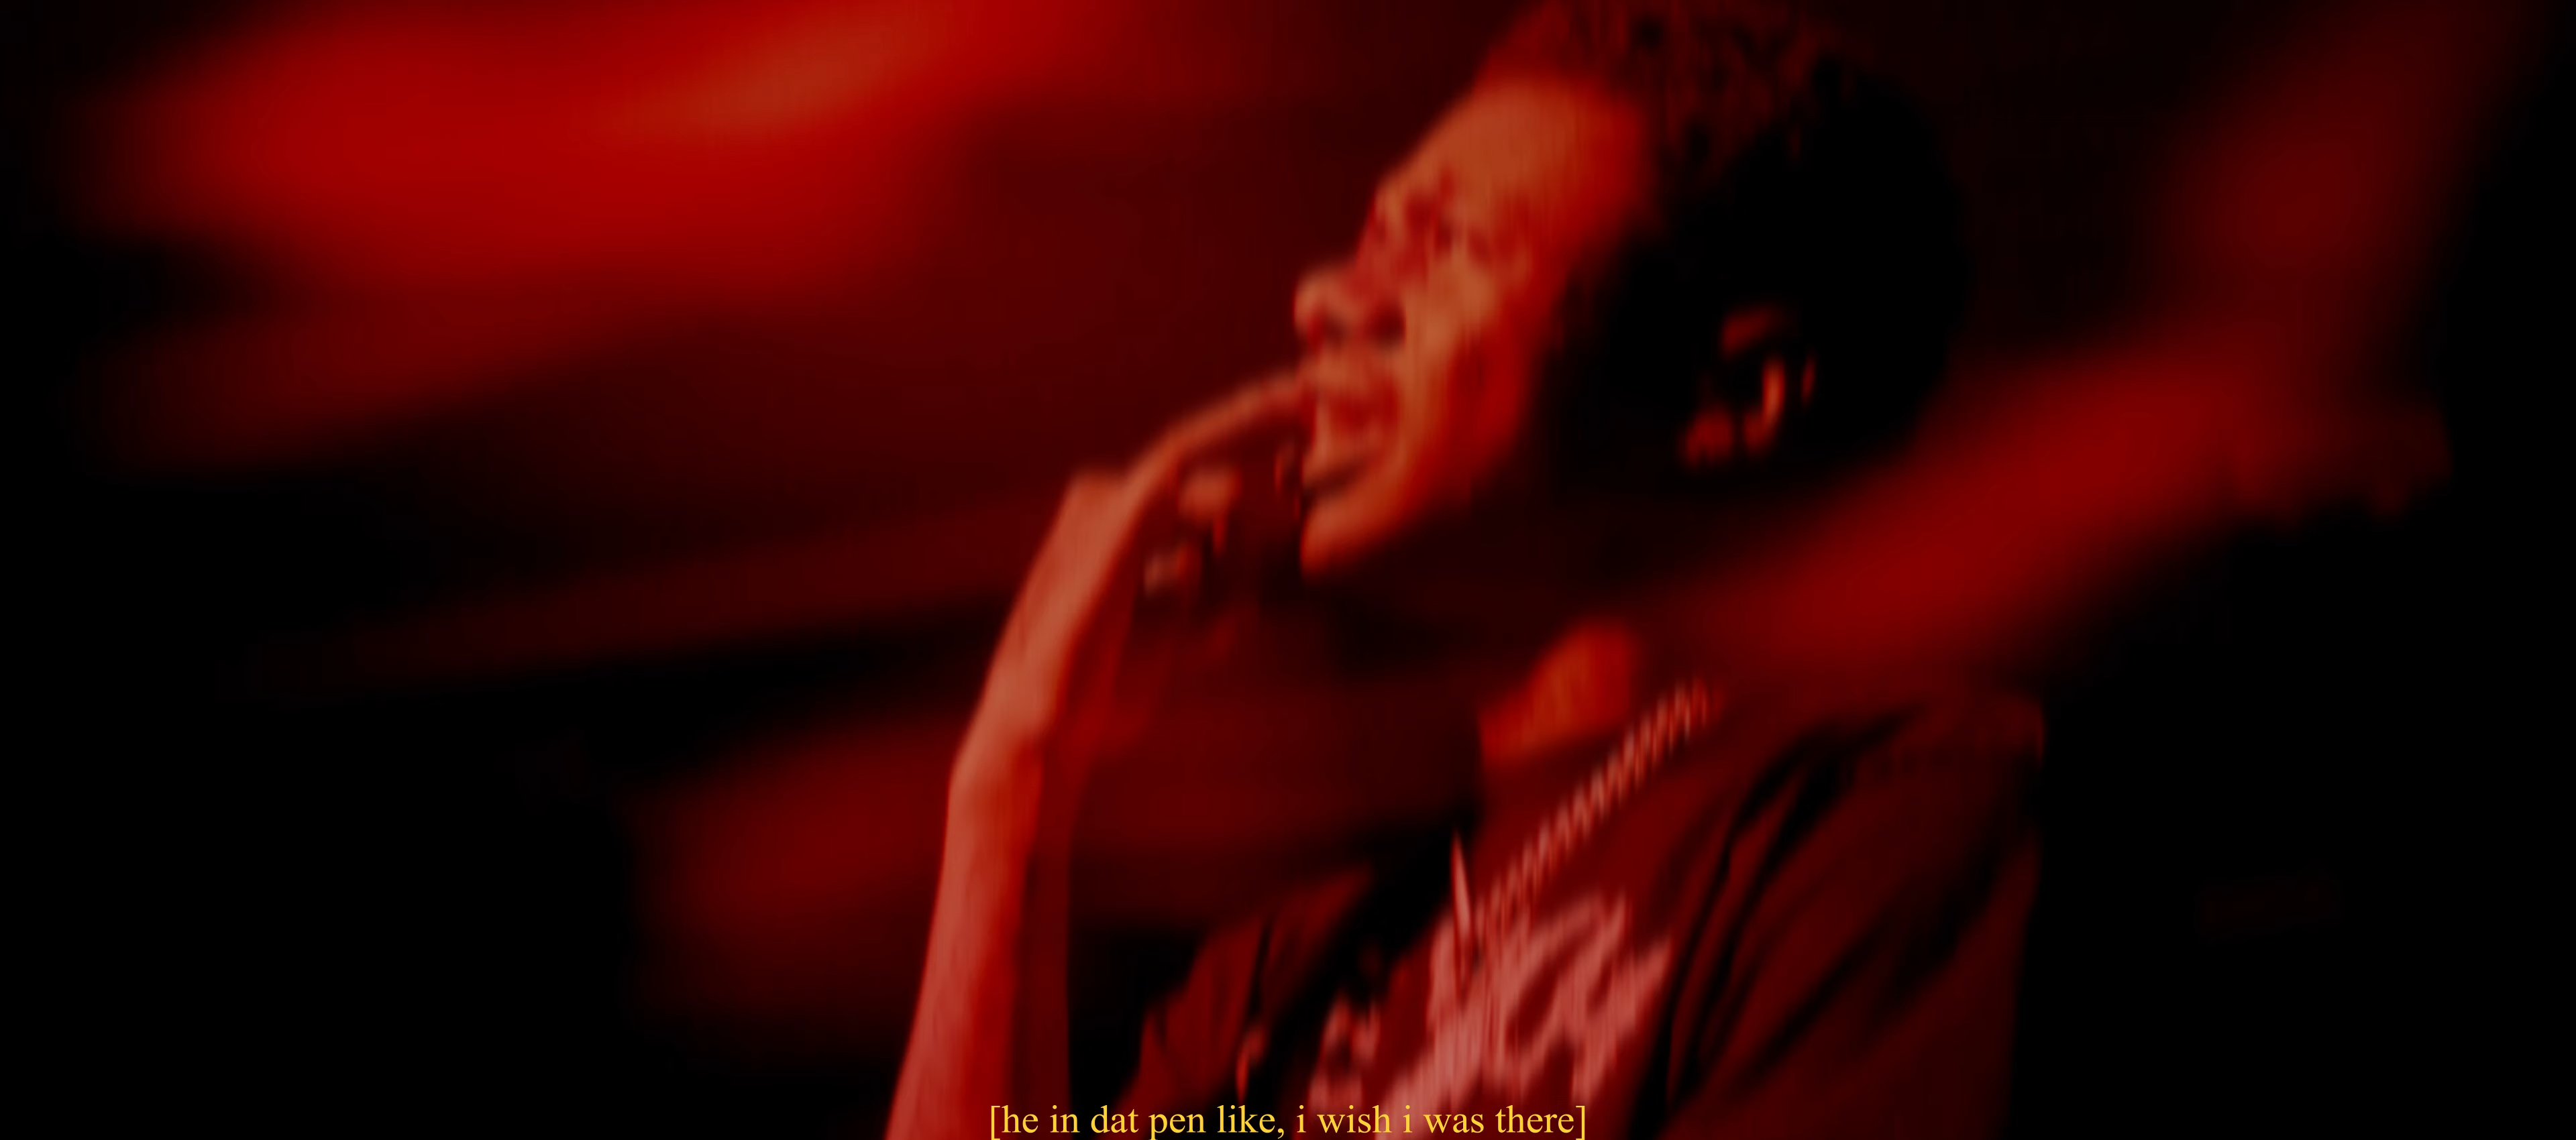 [he in dat pen like, i wish i was there]